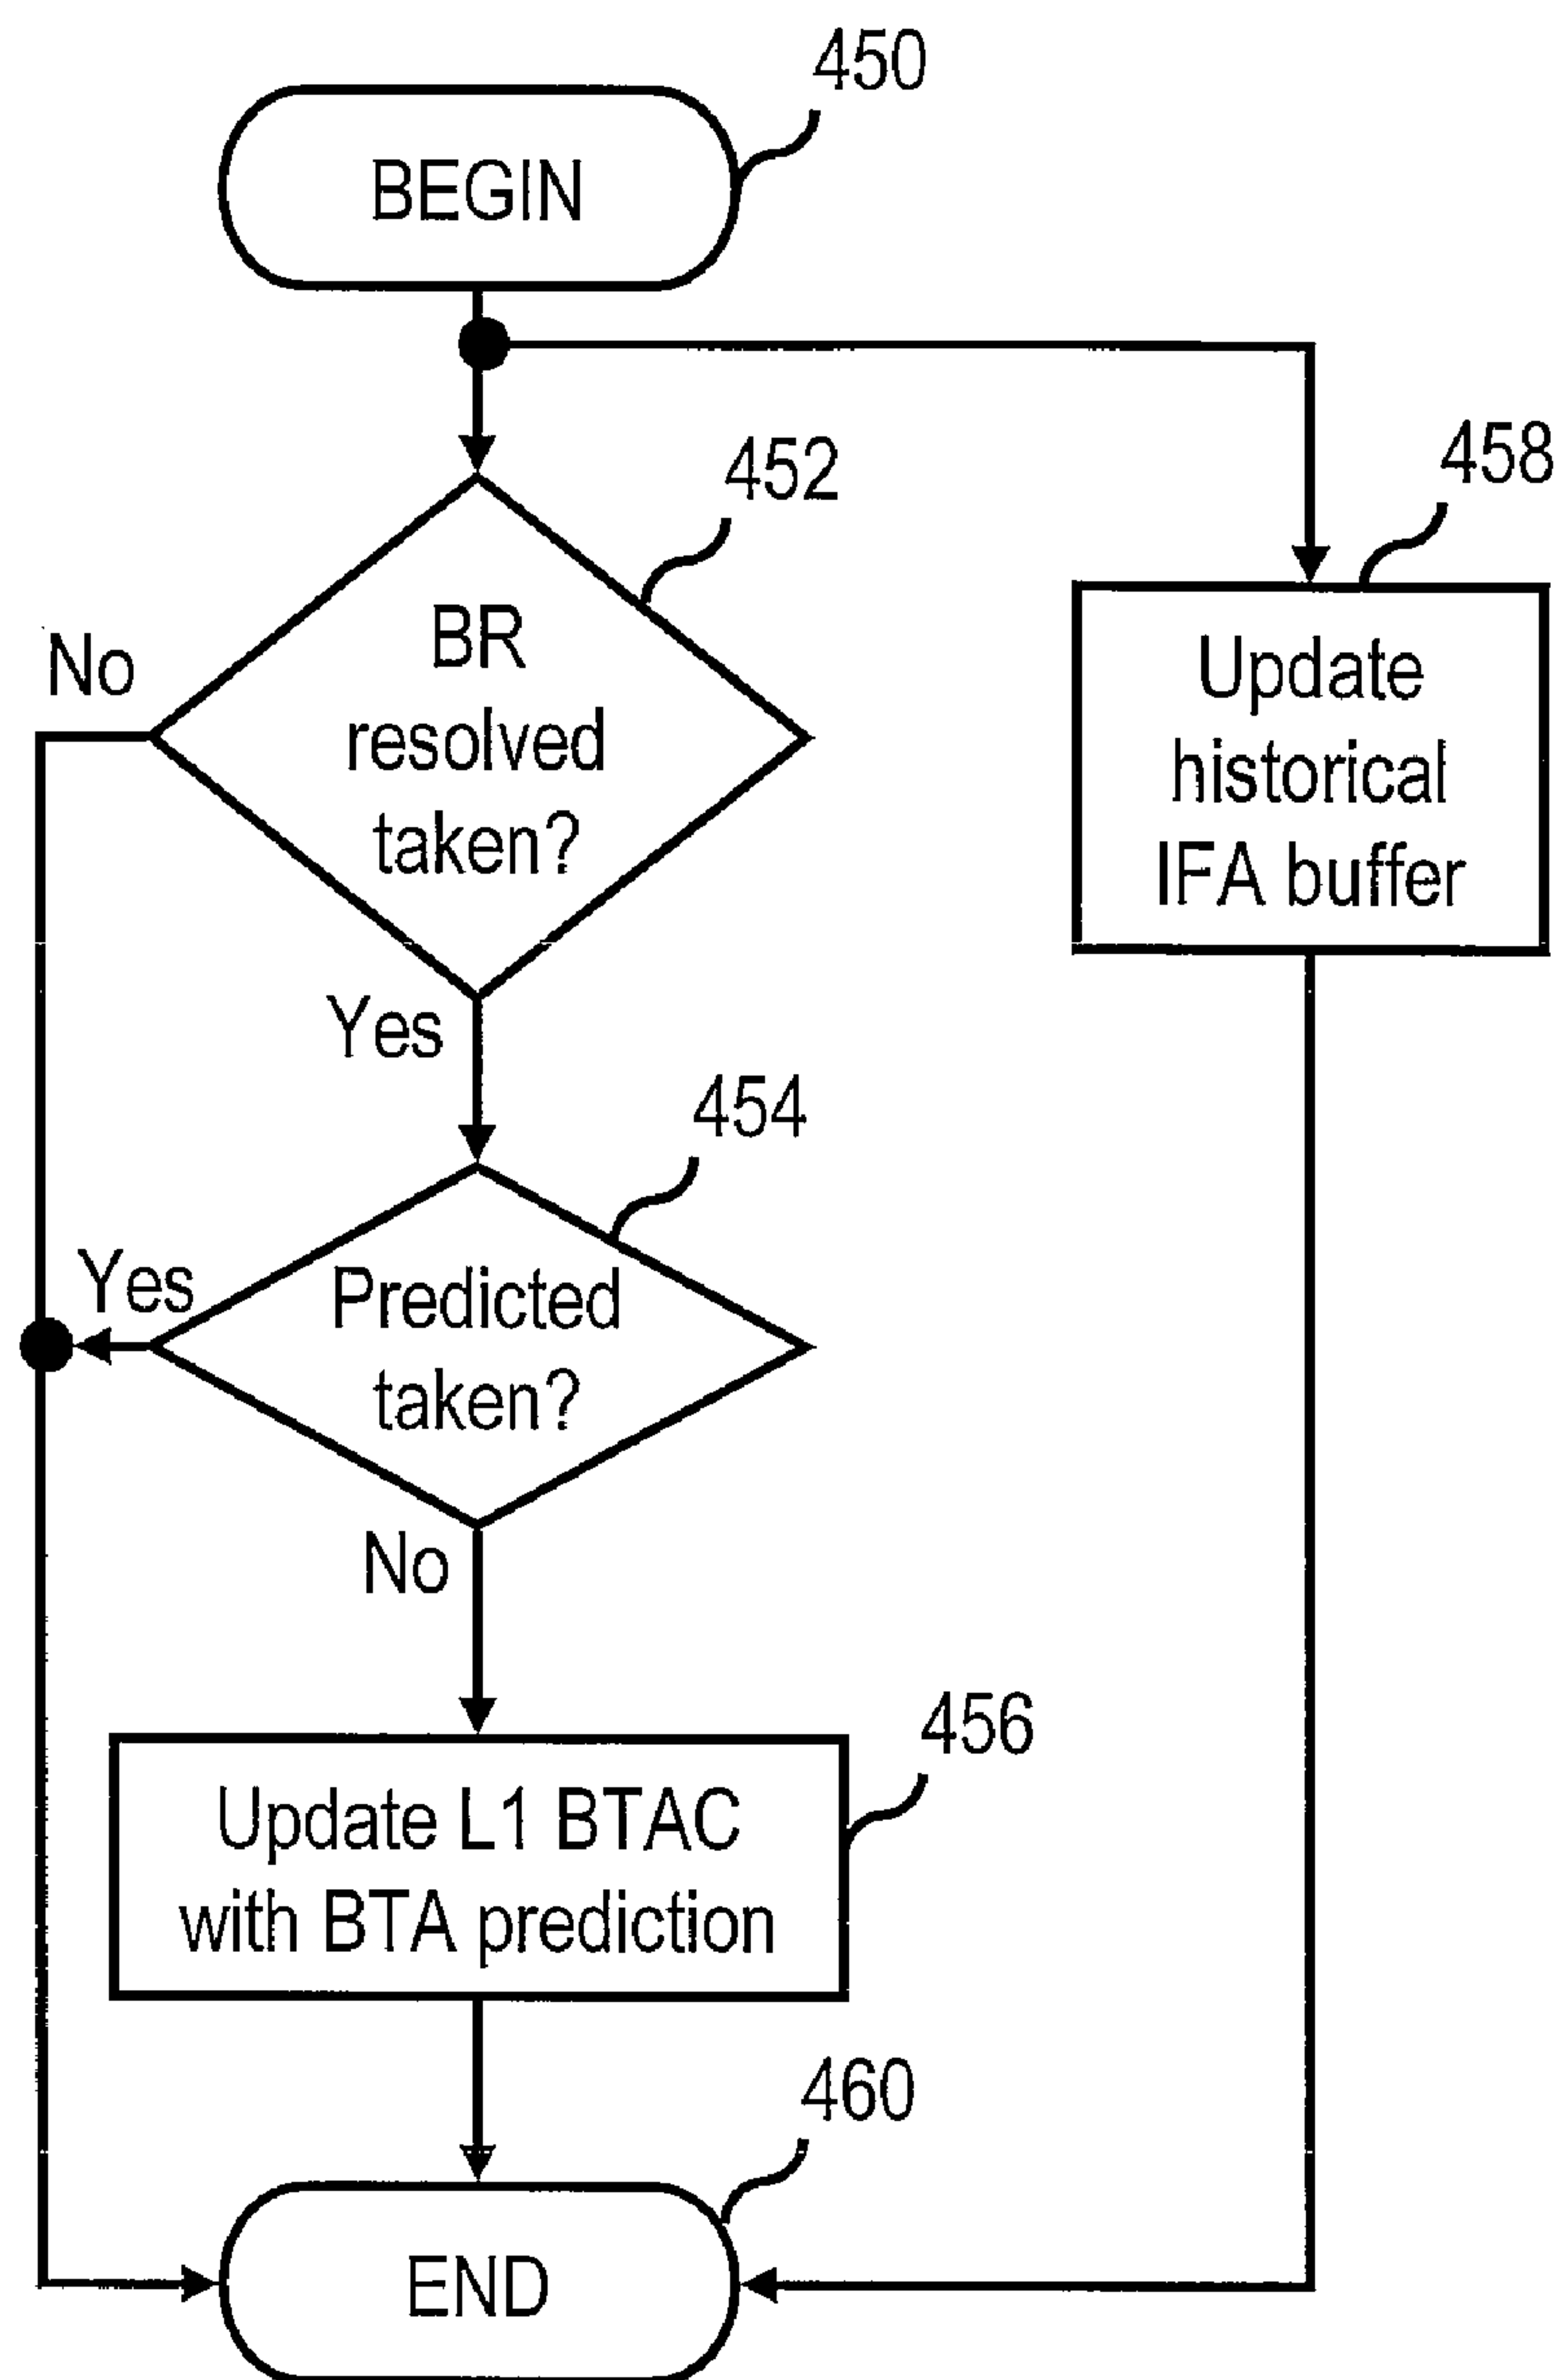 450
BEGIN
452
458
BR
resolved
taken?
No
Update
historical
IFA buffer
Yes
454
Predicted
taken?
Yes
No
456
Update L1 BTAC
with BTA prediction
460
END